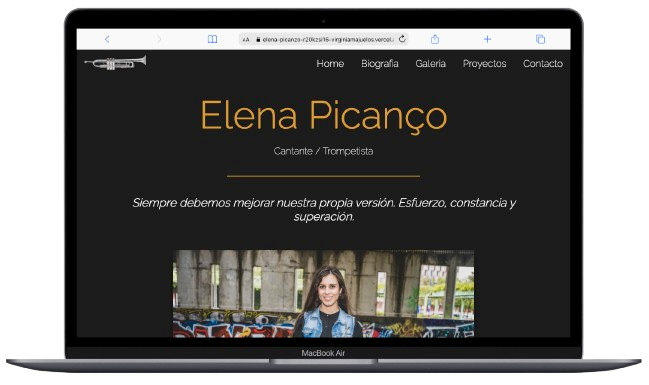 AA elena-picanzo-r20kzsl16-virginiamajuelos.vercel.
Home Biografia Galeria Proyectos Contacto
Elena Picanço
Cantante / Trompetista
Siempre debemos mejorar nuestra propia versión. Esfuerzo, constancia y
superación.
MacBook Air